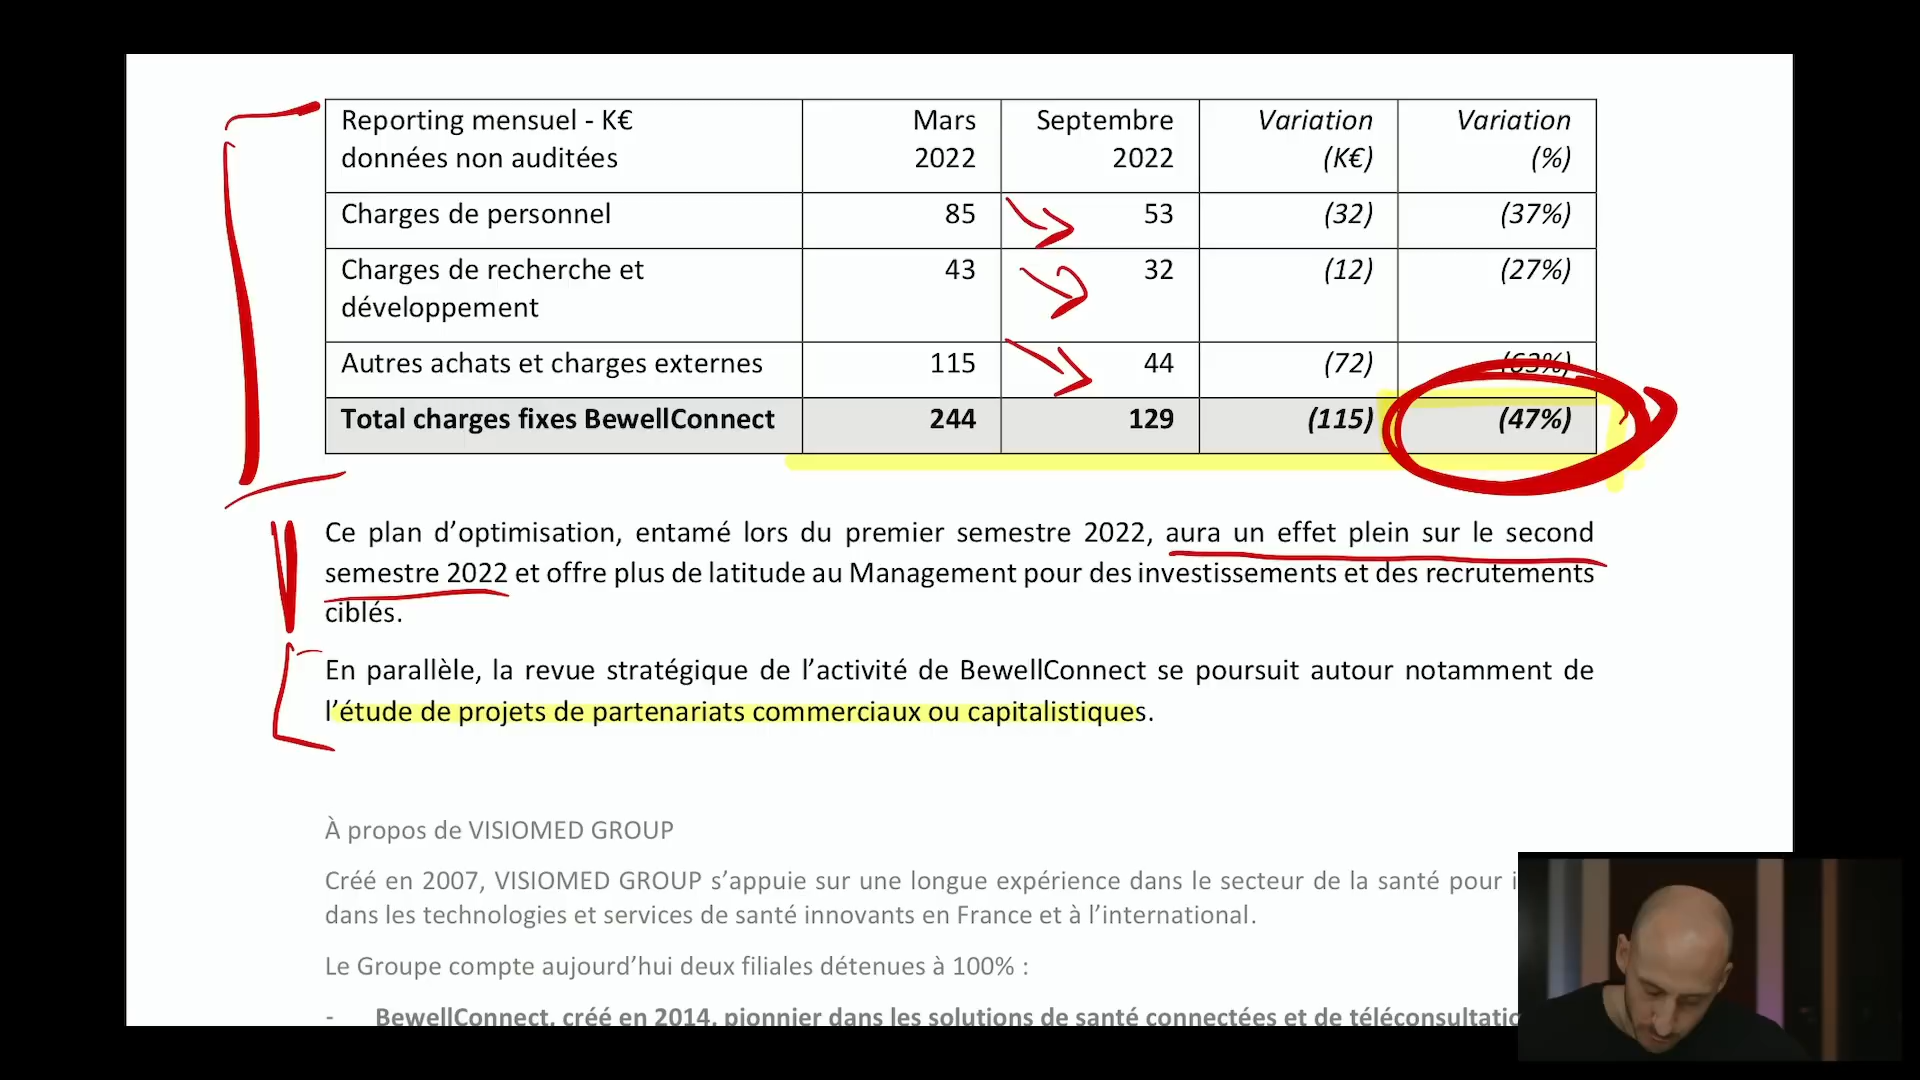 Reporting mensuel - K€ Mars Septembre Variation Variation
données non auditées 2022 2022 (K€) (%)
Charges de personnel 85 53 (32) (37%)
Charges de recherche et 43 32 (12) (27%)
développement
Autres achats et charges externes 115 44 (72) (63%)
Total charges fixes BewellConnect 244 129 (115) (47%)
Ce plan d’optimisation, entamé lors du premier semestre 2022, aura un effet plein sur le second
semestre 2022 et offre plus de latitude au Management pour des investissements et des recrutements
ciblés.
En parallèle, la revue stratégique de l’activité de BewellConnect se poursuit autour notamment de
l’étude de projets de partenariats commerciaux ou capitalistiques.
À propos de VISIOMED GROUP
Créé en 2007, VISIOMED GROUP s’appuie sur une longue expérience dans le secteur de la santé pour
dans les technologies et services de santé innovants en France et à l’international.
Le Groupe compte aujourd’hui deux filiales détenues à 100% :
- BewellConnect, créé en 2014, pionnier dans les solutions de santé connectées et de